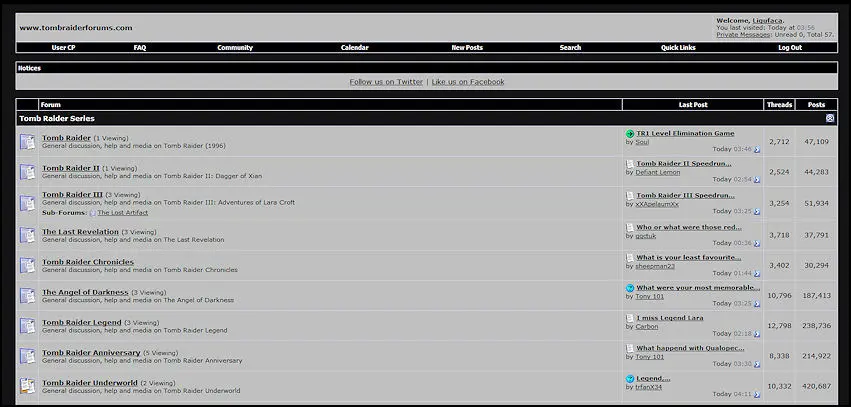 www.tombraiderforums.com
Welcome, Ligufaca.
You last visited: Today at 03:56
Private Messages: Unread 0, Total 57.
User CP FAQ Community Calendar New Posts Search Quick Links Log Out
Notices
Follow us on Twitter | Like us on Facebook
Forum Last Post Threads Posts
Tomb Raider Series
Tomb Raider (1 Viewing)
General discussion, help and media on Tomb Raider (1996)
TR1 Level Elimination Game
by Soul
Today 03:46
2,712 47,109
Tomb Raider II (1 Viewing)
General discussion, help and media on Tomb Raider II: Dagger of Xian
Tomb Raider II Speedrun...
by Defiant Lemon
Today 02:54
2,524 44,283
Tomb Raider III (3 Viewing)
General discussion, help and media on Tomb Raider III: Adventures of Lara Croft
Sub-Forums: The Lost Artifact
Tomb Raider III Speedrun...
by xXApelaumXx
Today 03:25
3,254 51,934
The Last Revelation (3 Viewing)
General discussion, help and media on The Last Revelation
Who or what were those red...
Today 00:36
3,718 37,791
Tomb Raider Chronicles
General discussion, help and media on Tomb Raider Chronicles
What is your least favourite...
by sheepman23
Today 01:44
3,402 30,294
The Angel of Darkness (3 Viewing)
General discussion, help and media on The Angel of Darkness
What were your most memorable...
by Tony 101
Today 03:25
10,796 187,413
Tomb Raider Legend (3 Viewing)
General discussion, help and media on Tomb Raider Legend
I miss Legend Lara
by Carbon
Today 02:18
12,798 238,736
Tomb Raider Anniversary (5 Viewing)
General discussion, help and media on Tomb Raider Anniversary
What happend with Qualopec...
by Tony 101
Today 03:30
8,338 214,922
Tomb Raider Underworld (2 Viewing)
General discussion, help and media on Tomb Raider Underworld
Legend,...
by trfanX34
Today 04:11
10,332 420,687